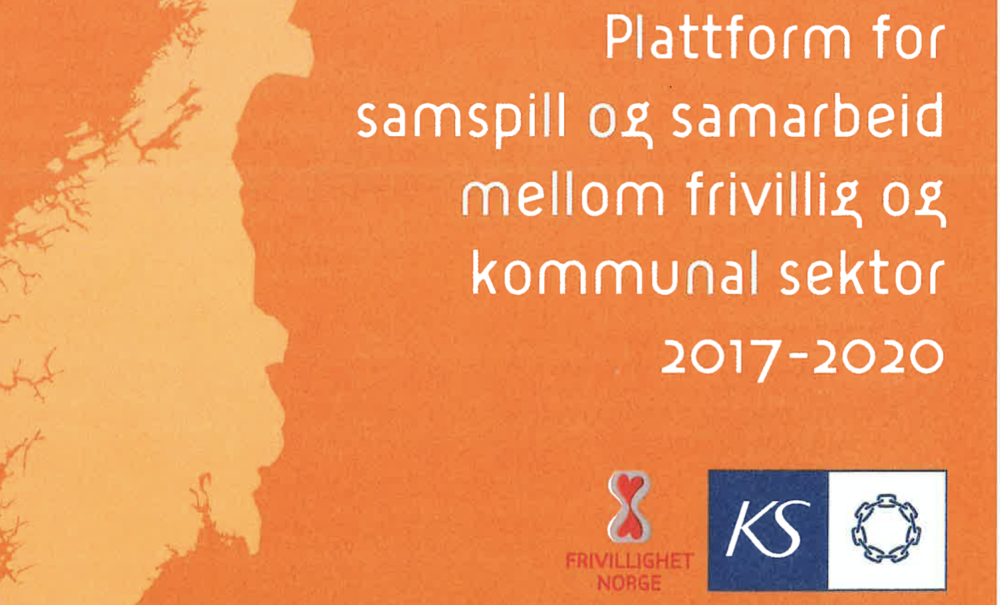 Plattform for
samspill og samarbeid
mellom frivillig og
kommunal sektor
2017-2020
FRIVILLIGHET
NORGE
KS